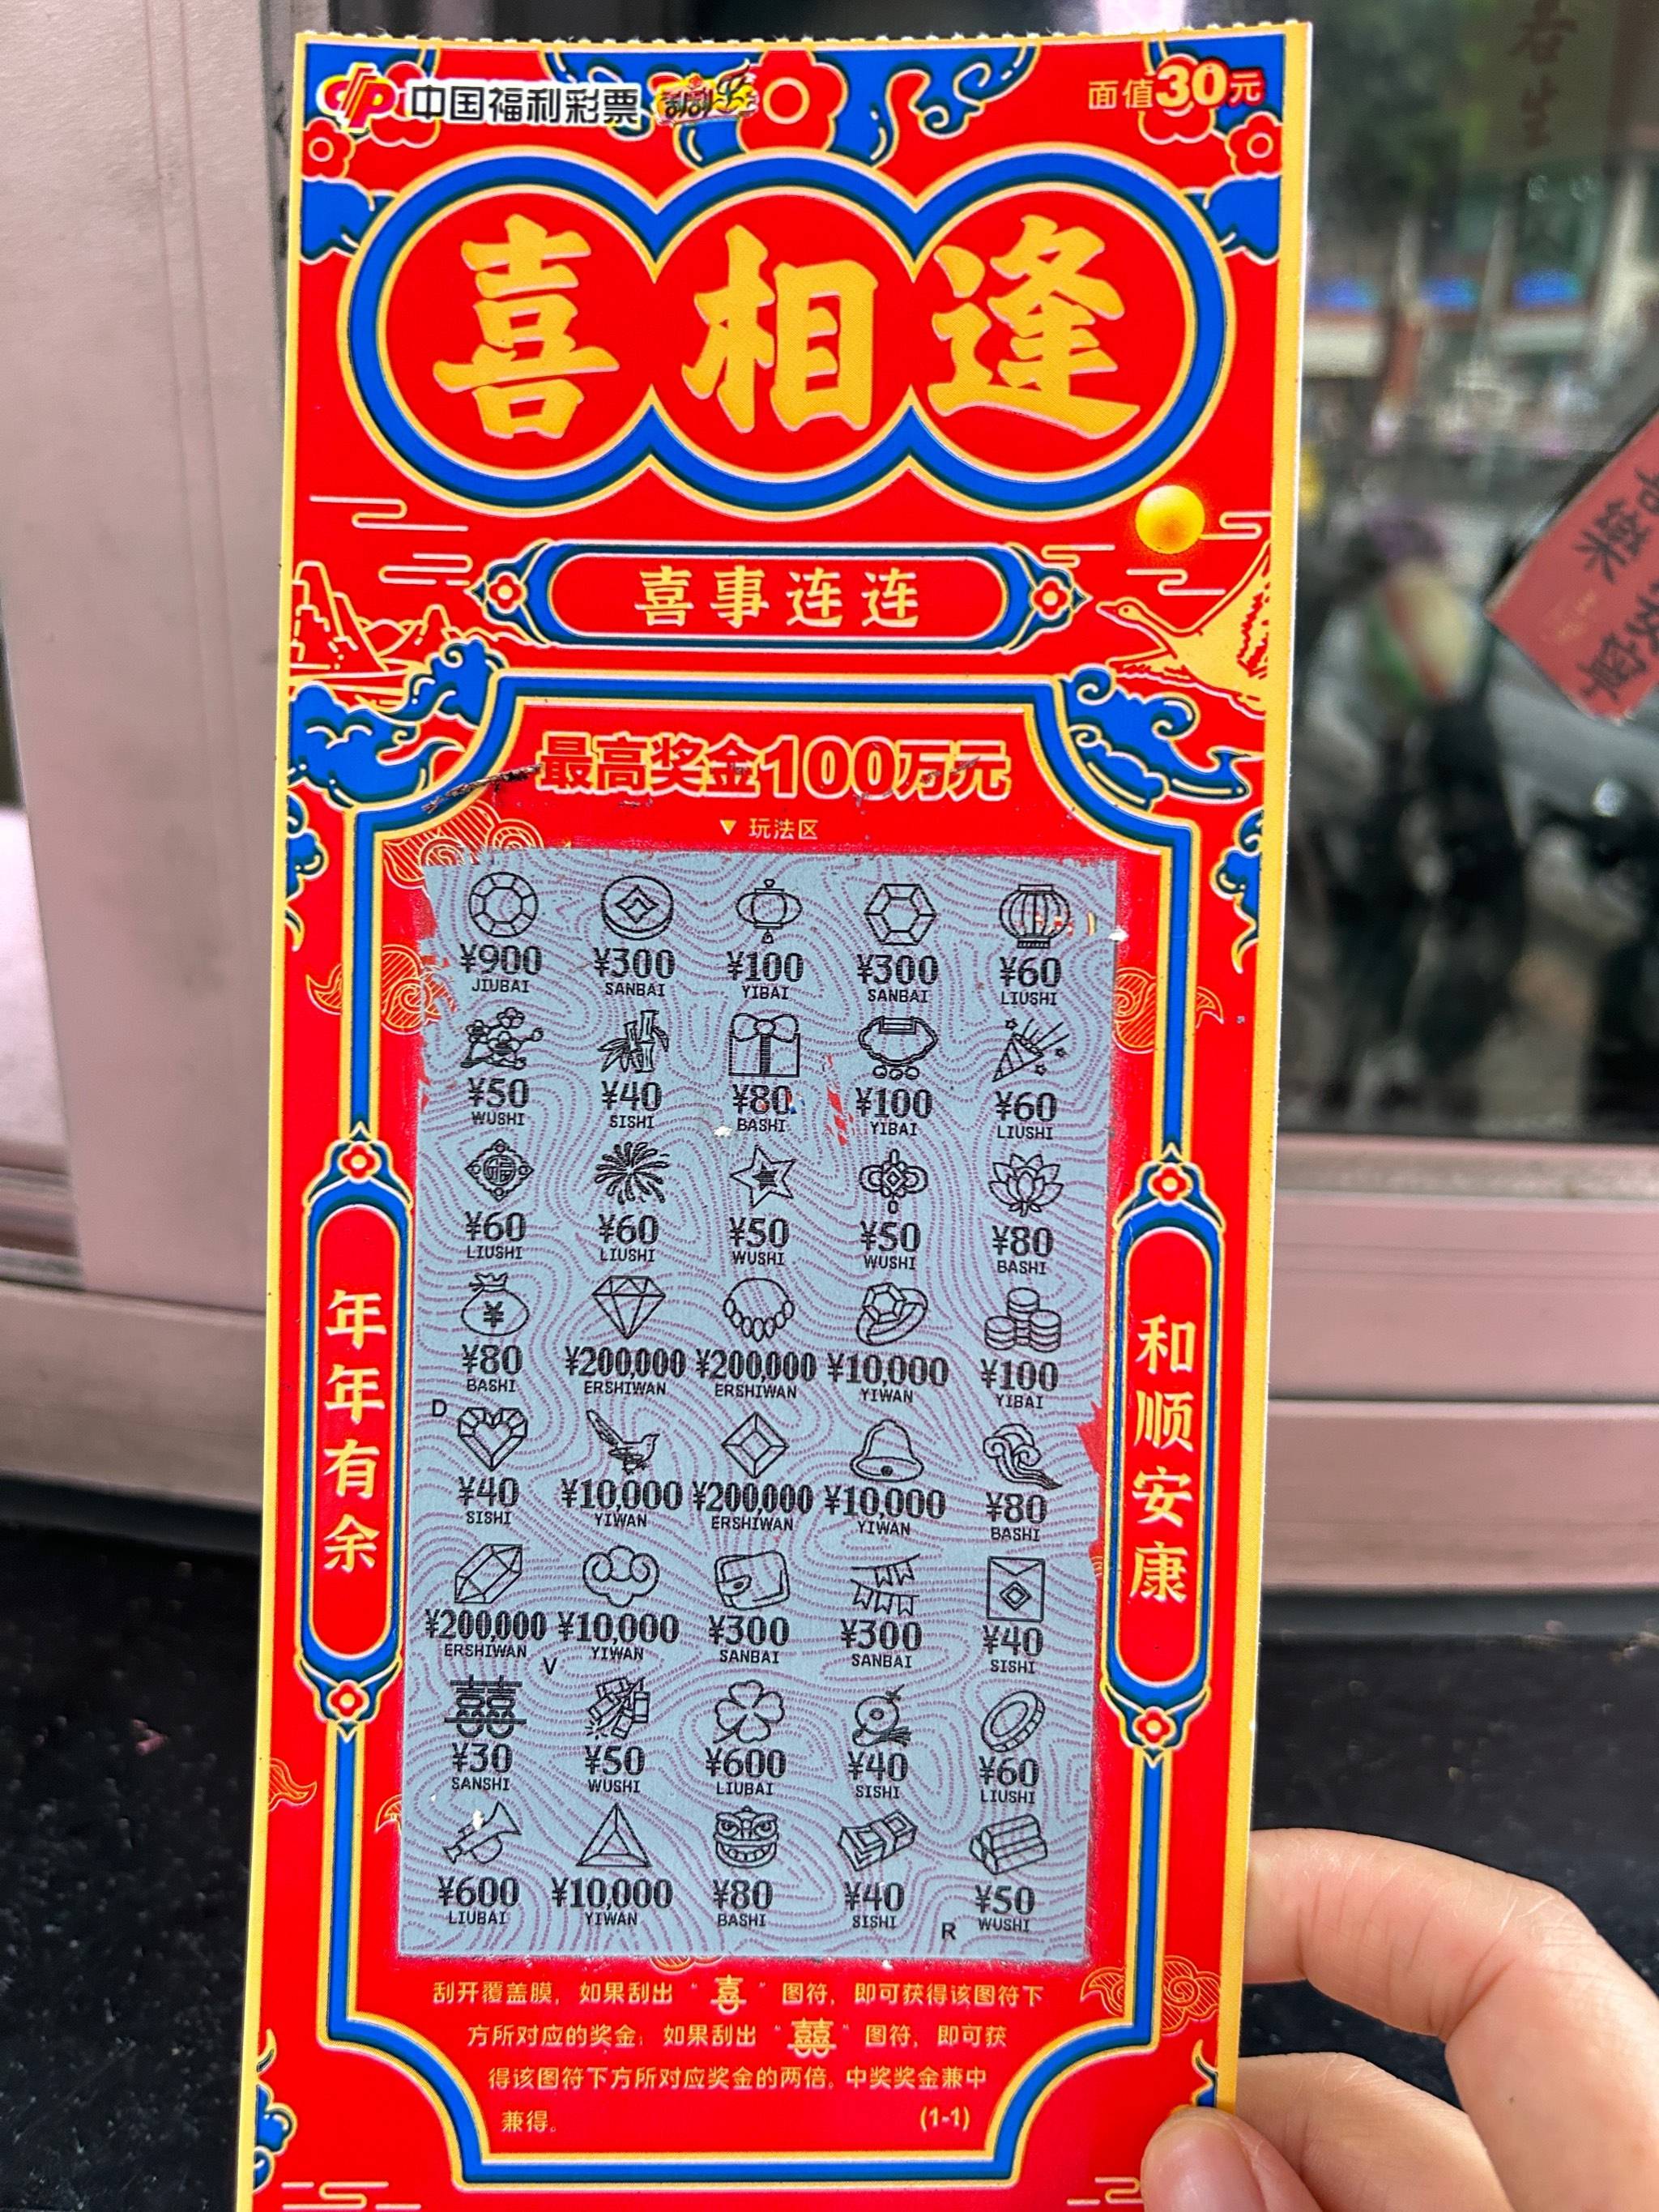 中国福利彩票 刮刮乐 面值30元
喜相逢
喜事连连
最高奖金100万元
▼ 玩法区
¥900 ¥300 ¥100 ¥300 ¥60
JIUBAI SANBAI YIBAI SANBAI LIUSHI
¥50 ¥40 ¥80 ¥100 ¥60
WUSHI SISHI BASHI YIBAI LIUSHI
福
¥60 ¥60 ¥50 ¥50 ¥80
LIUSHI LIUSHI WUSHI WUSHI BASHI
¥
¥80 ¥200,000 ¥200,000 ¥10,000 ¥100
BASHI ERSHIWAN ERSHIWAN YIWAN YIBAI
D
¥40 ¥10,000 ¥200,000 ¥10,000 ¥80
SISHI YIWAN ERSHIWAN YIWAN BASHI
¥200,000 ¥10,000 ¥300 ¥300 ¥40
ERSHIWAN YIWAN SANBAI SANBAI SISHI
V
囍
¥30 ¥50 ¥600 ¥40 ¥60
SANSHI WUSHI LIUBAI SISHI LIUSHI
¥600 ¥10,000 ¥80 ¥40 ¥50
LIUBAI YIWAN BASHI SISHI WUSHI
R
年年有余
和顺安康
刮开覆盖膜，如果刮出“喜”图符，即可获得该图符下
方所对应的奖金；如果刮出“囍”图符，即可获
得该图符下方所对应奖金的两倍。中奖奖金兼中
兼得。 (1-1)